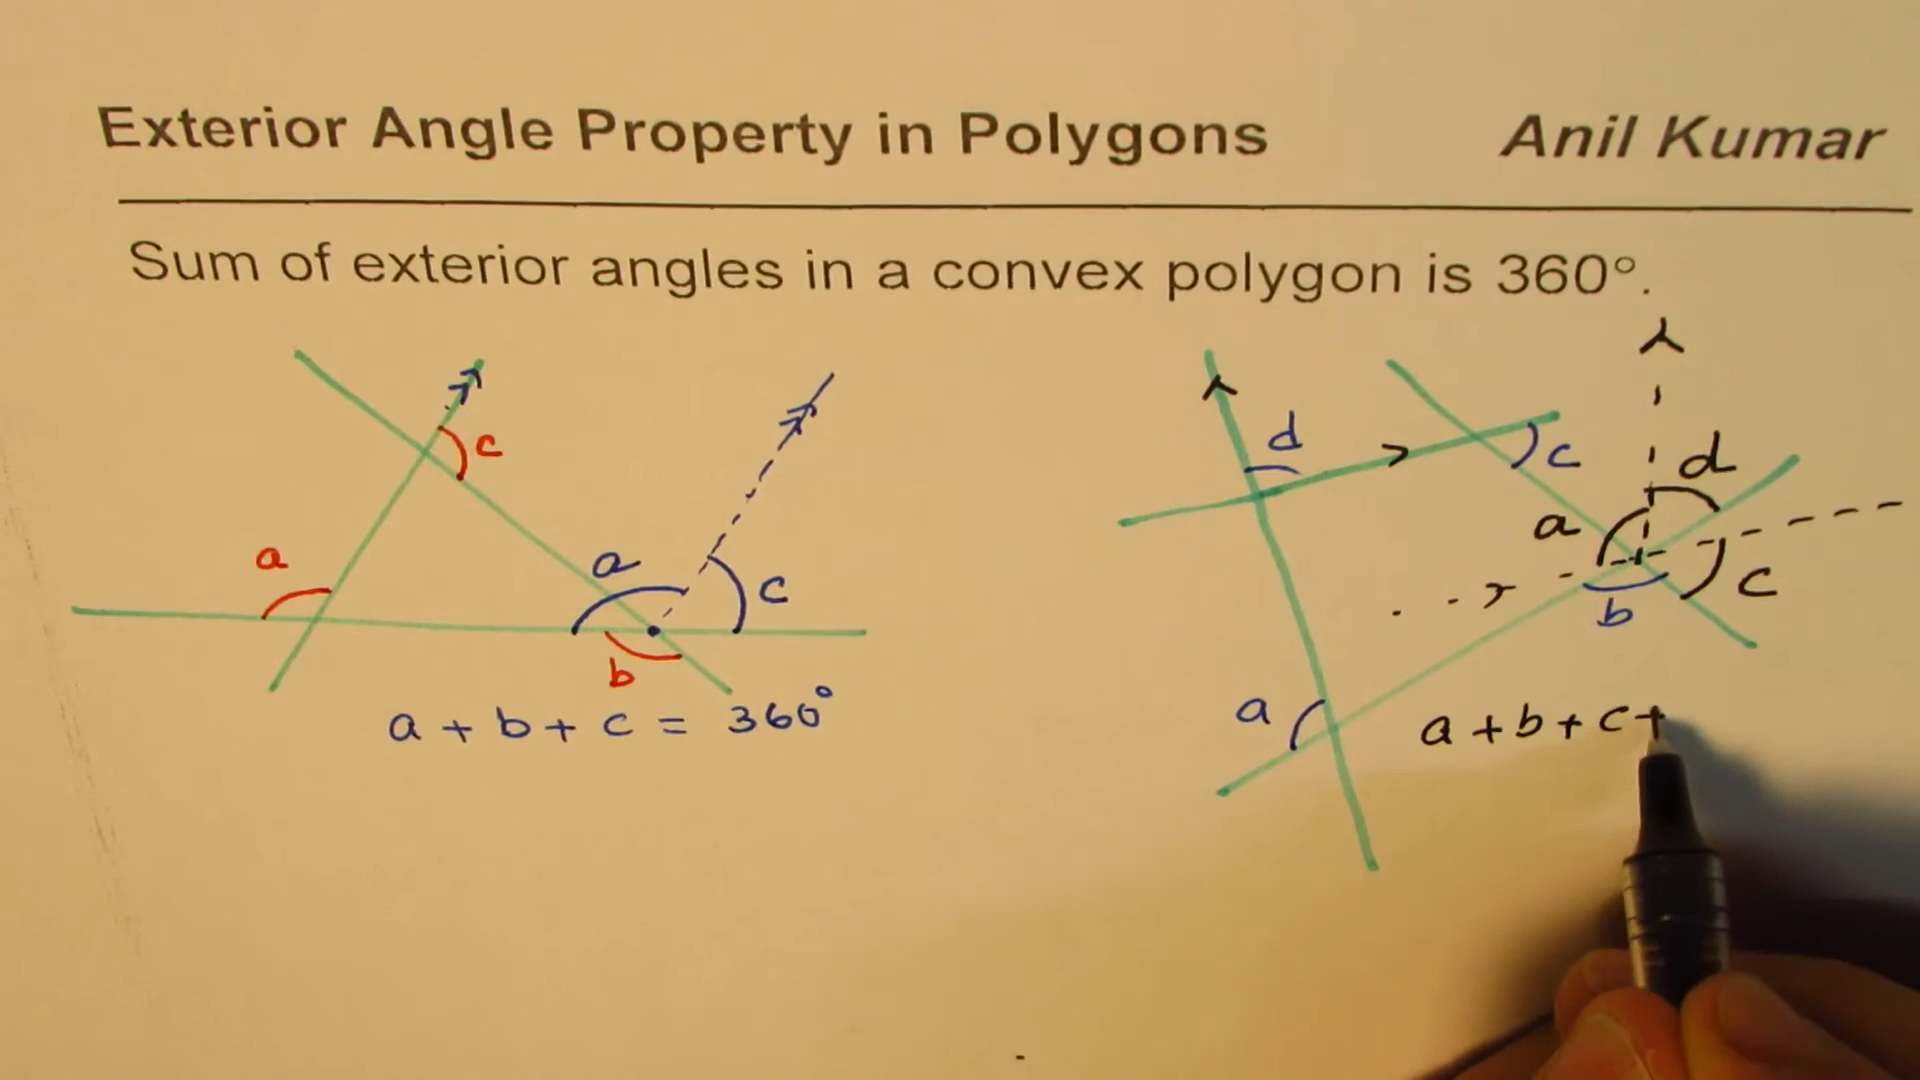 Exterior Angle Property in Polygons Anil Kumar
Sum of exterior angles in a convex polygon is 360°.
c
a
a
c
b
a + b + c = 360°
d
c
d
a
c
b
a
a + b + c +